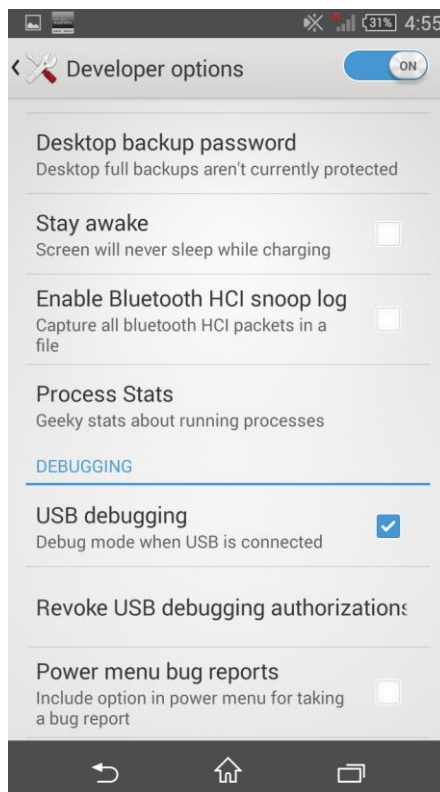 31% 4:55
Developer options ON
Desktop backup password
Desktop full backups aren't currently protected
Stay awake
Screen will never sleep while charging
Enable Bluetooth HCI snoop log
Capture all bluetooth HCI packets in a
file
Process Stats
Geeky stats about running processes
DEBUGGING
USB debugging
Debug mode when USB is connected
Revoke USB debugging authorizations
Power menu bug reports
Include option in power menu for taking
a bug report